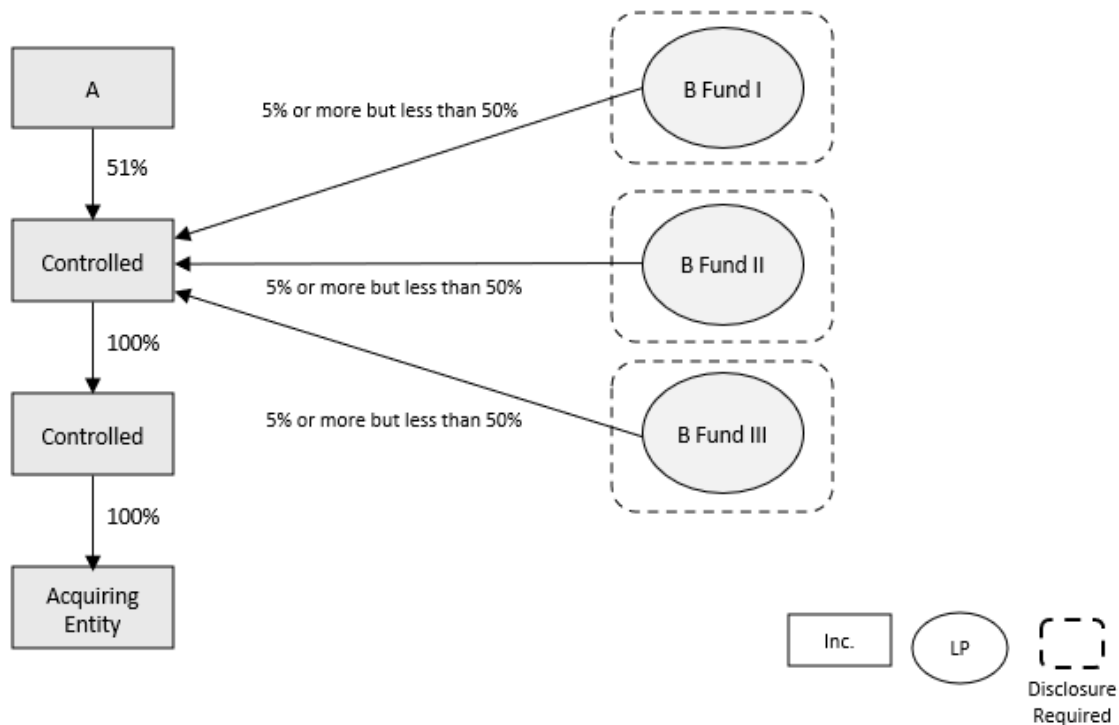 A
B Fund I
5% or more but less than 50%
51%
Controlled
B Fund II
5% or more but less than 50%
100%
Controlled
5% or more but less than 50%
B Fund III
100%
Acquiring
Entity
Inc.
LP
Disclosure
Required